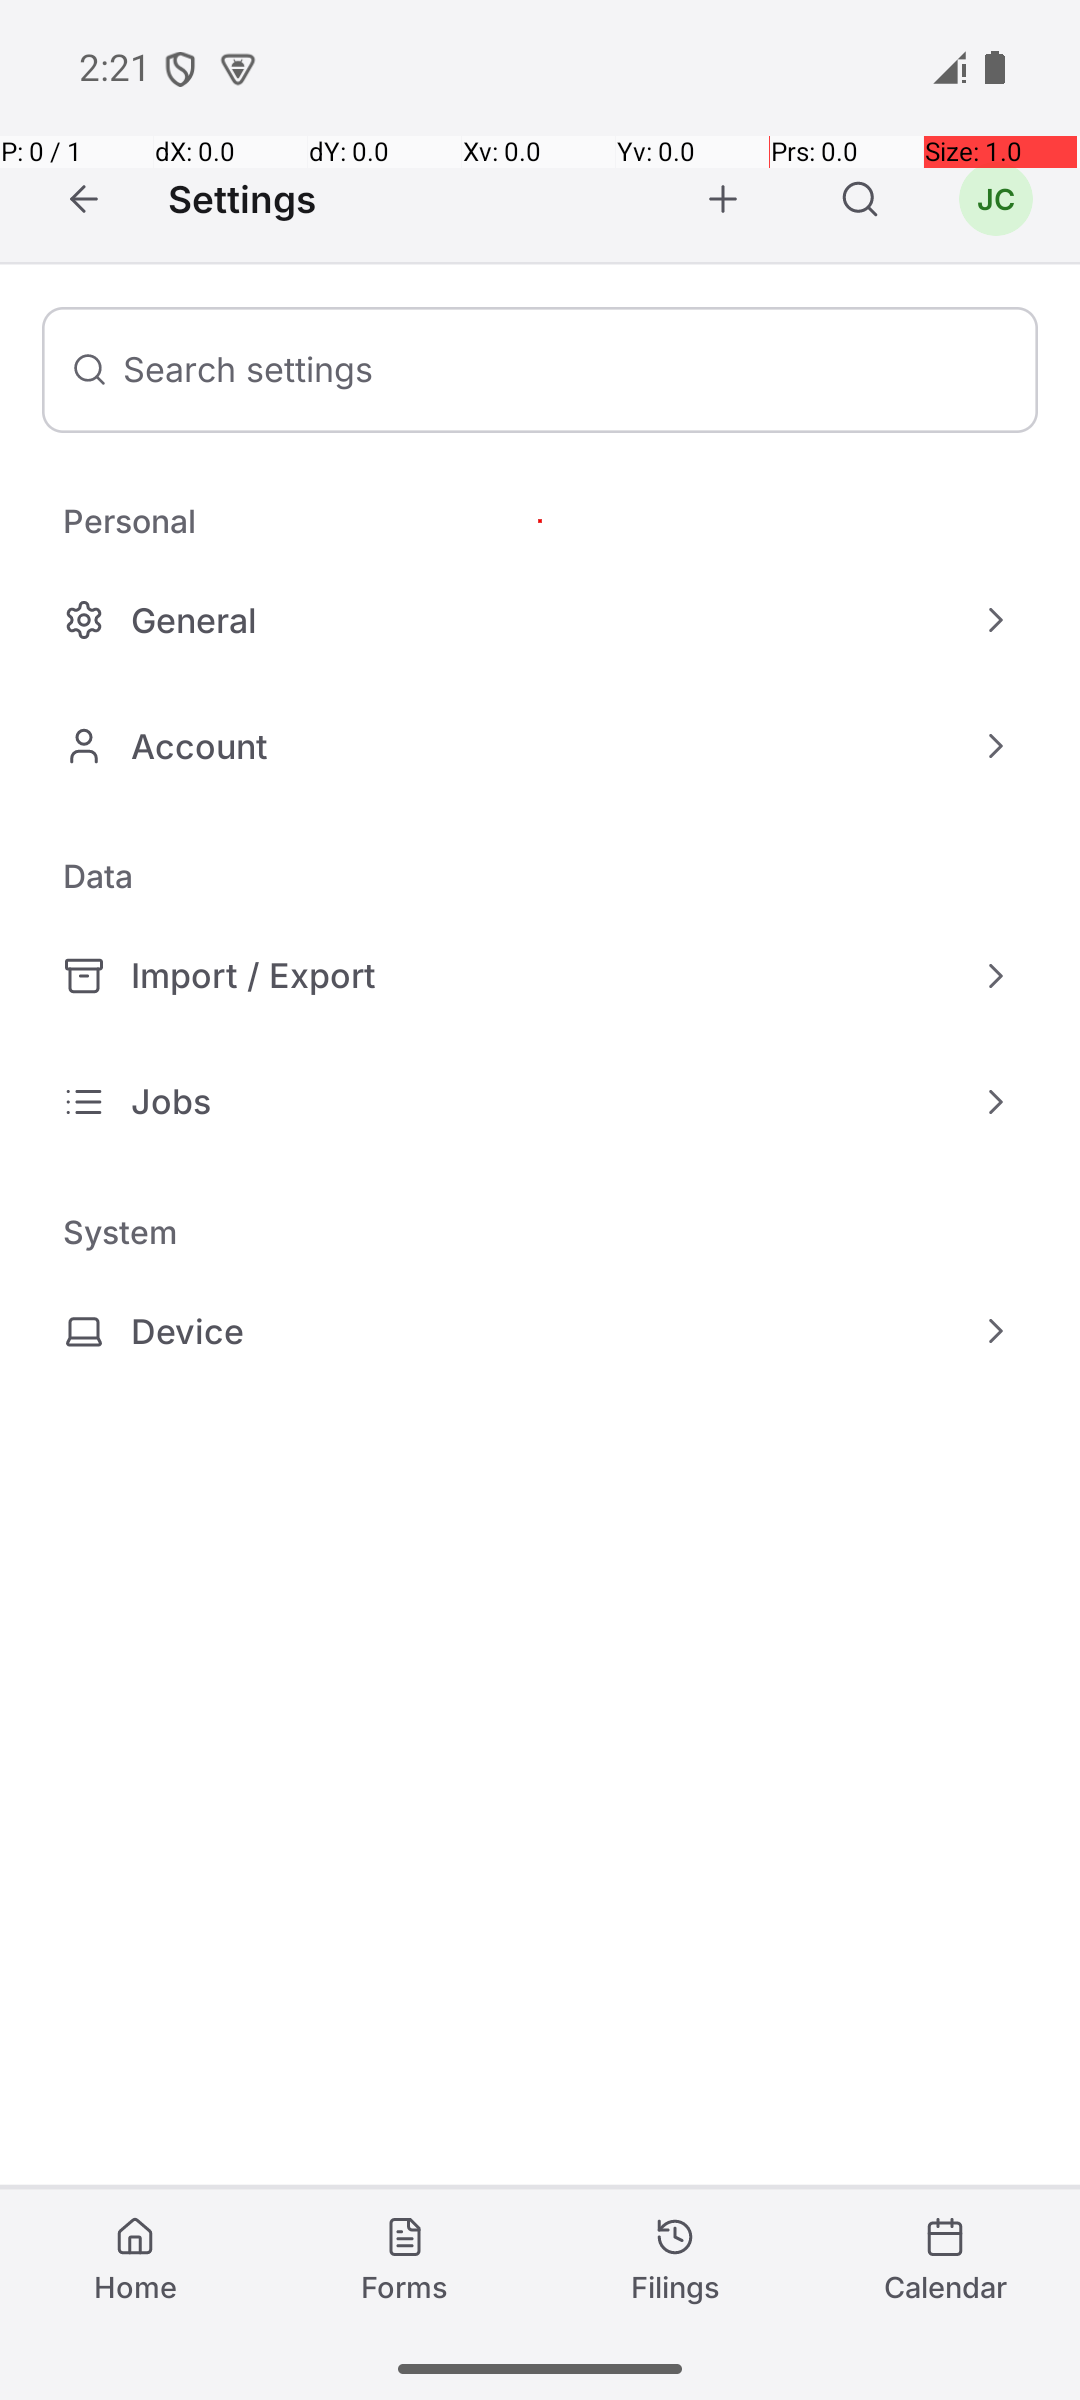 2:21
P: 0 / 1 dX: 0.0 dY: 0.0 Xv: 0.0 Yv: 0.0 Prs: 0.0 Size: 1.0
Settings JC
Search settings
Personal
General
Account
Data
Import / Export
Jobs
System
Device
Home Forms Filings Calendar